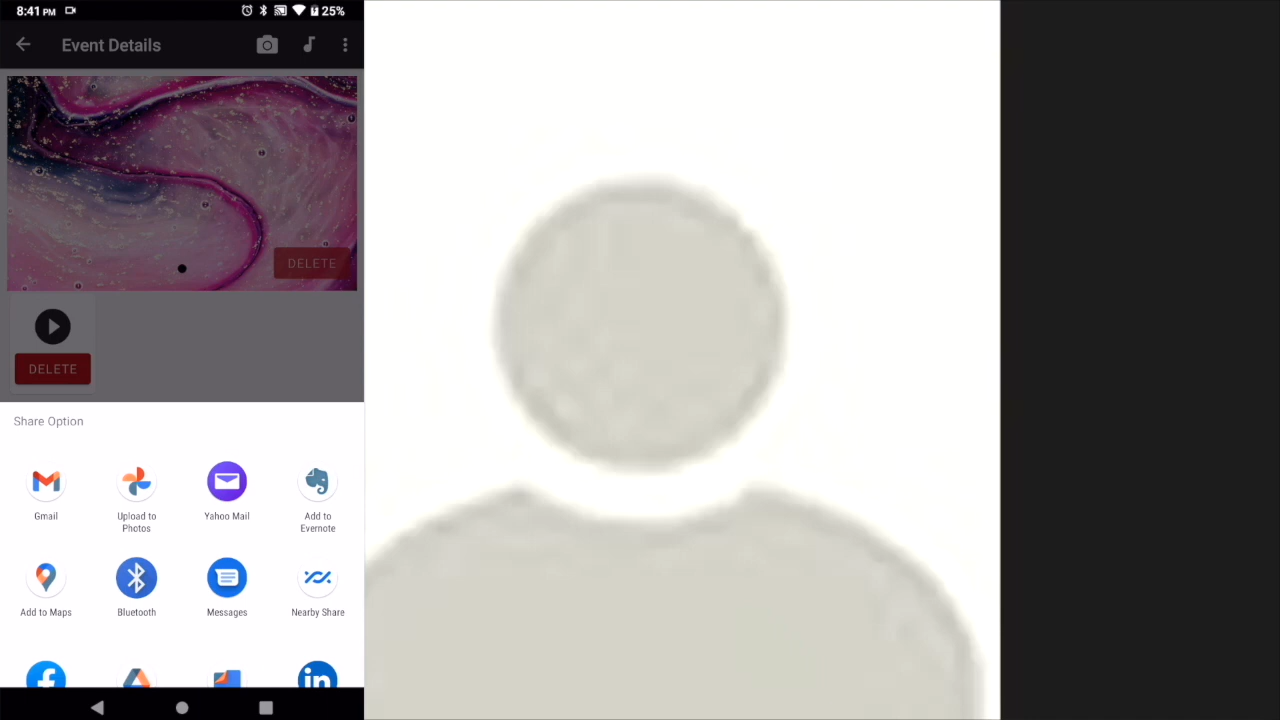 8:41 PM
25%
Event Details
DELETE
DELETE
Share Option
Gmail
Upload to
Photos
Yahoo Mail
Add to
Evernote
Add to Maps
Bluetooth
Messages
Nearby Share
in